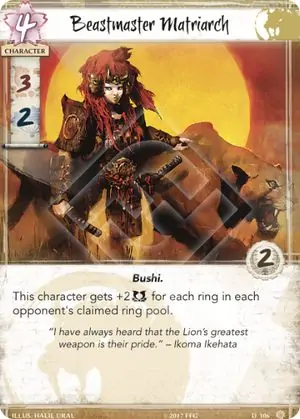 Beastmaster Matriarch
4
CHARACTER
3
2
2
Bushi.
This character gets +2 for each ring in each
opponent's claimed ring pool.
"I have always heard that the Lion's greatest
weapon is their pride." – Ikoma Ikehata
ILLUS: HALIL URAL
©2017 FFG